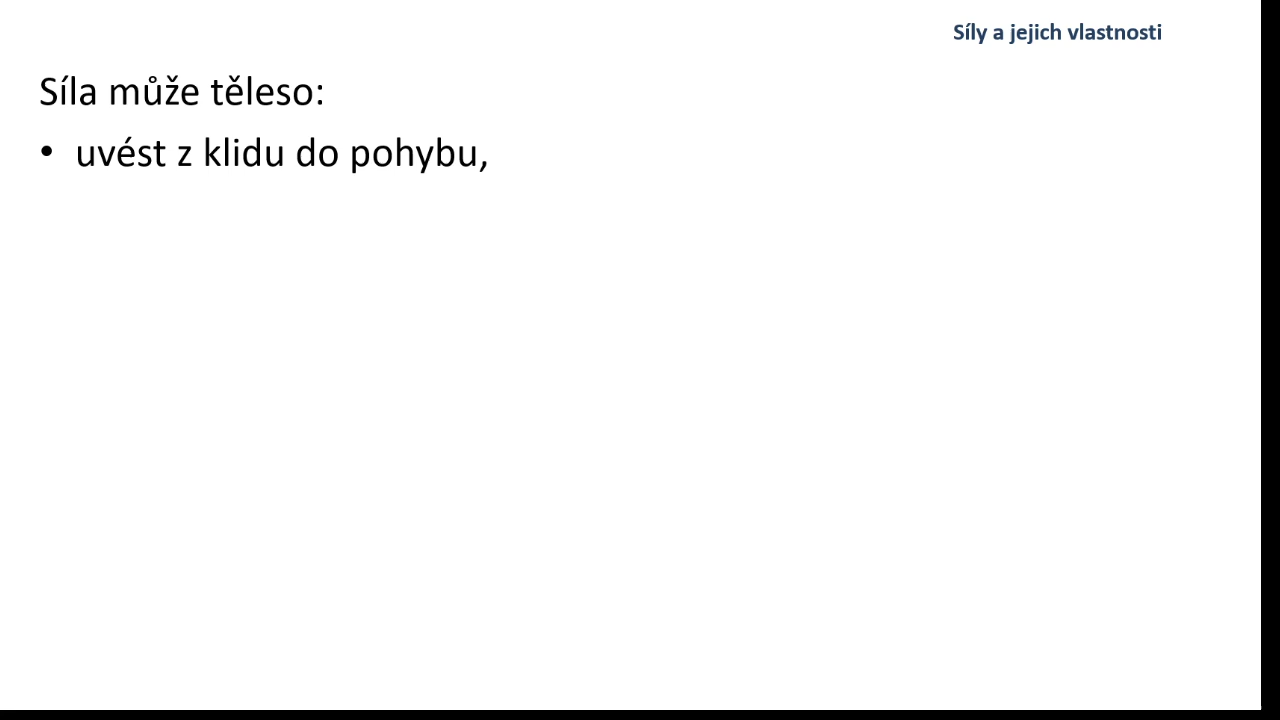 Síly a jejich vlastnosti
Síla může těleso:
• uvést z klidu do pohybu,